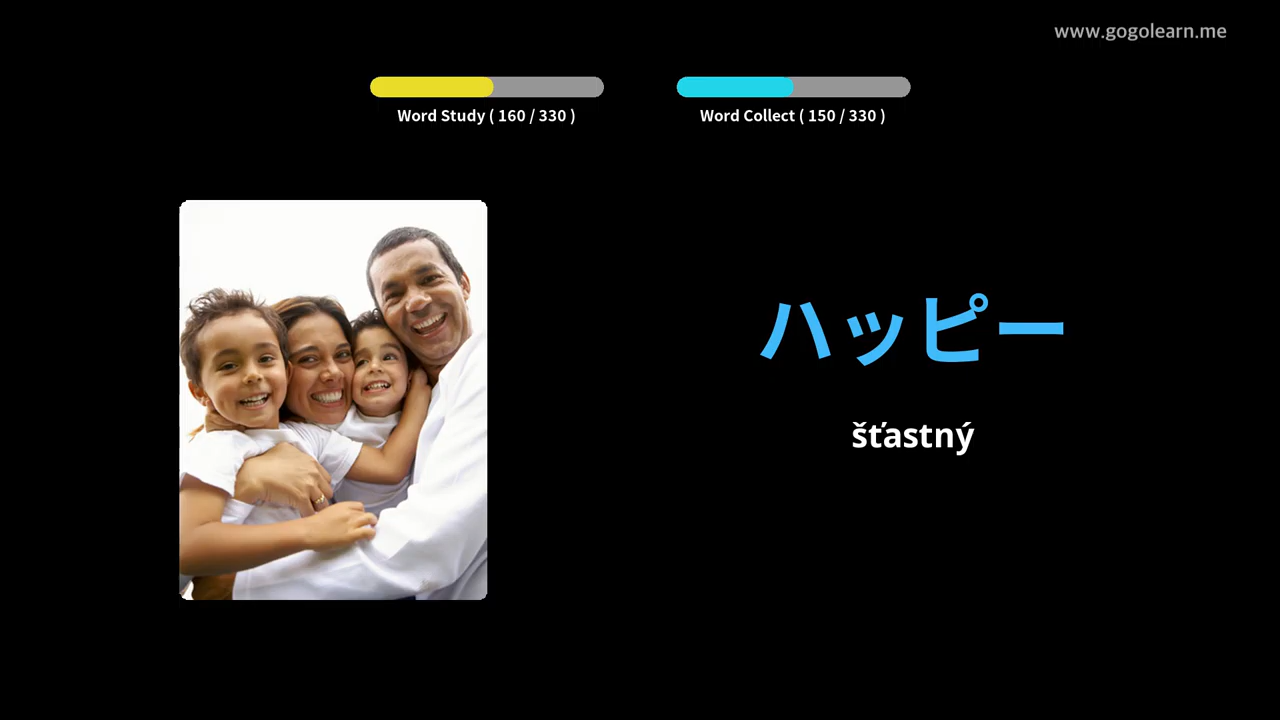 www.gogolearn.me
Word Study ( 160 / 330 )
Word Collect ( 150 / 330 )
ハッピー
šťastný